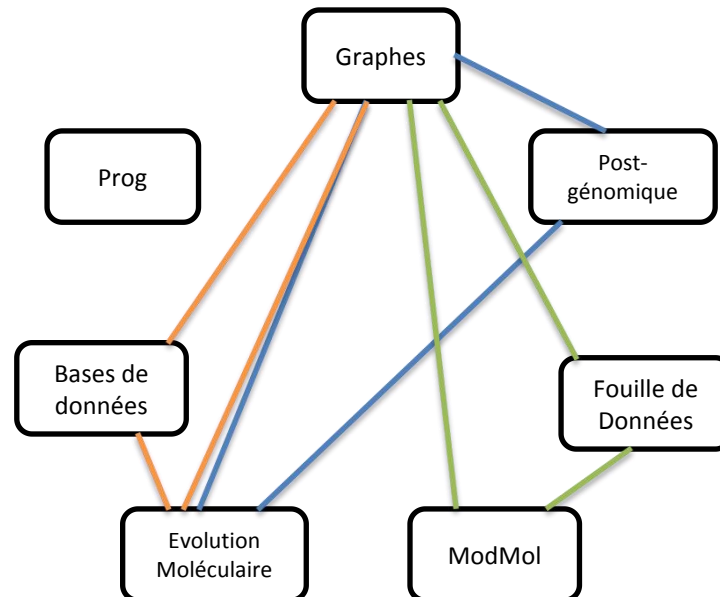 Graphes
Prog
Post-
génomique
Bases de
données
Fouille de
Données
Evolution
Moléculaire
ModMol